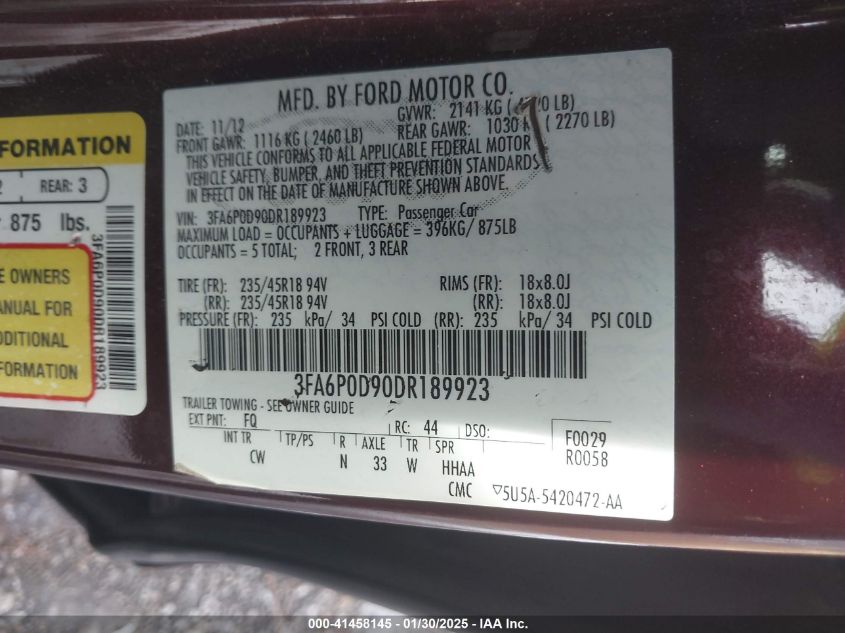 MFD. BY FORD MOTOR CO.
DATE: 11/12 GVWR: 2141 KG ( LB)
FRONT GAWR: 1116 KG ( 2460 LB) REAR GAWR: 1030 ( 2270 LB)
THIS VEHICLE CONFORMS TO ALL APPLICABLE FEDERAL MOTOR
VEHICLE SAFETY, BUMPER, AND THEFT PREVENTION STANDARDS
IN EFFECT ON THE DATE OF MANUFACTURE SHOWN ABOVE.
VIN: 3FA6P0D90DR189923 TYPE: Passenger Car
MAXIMUM LOAD = OCCUPANTS + LUGGAGE = 396KG/ 875LB
OCCUPANTS = 5 TOTAL; 2 FRONT, 3 REAR
TIRE (FR): 235/45R18 94V RIMS (FR): 18x8.0J
(RR): 235/45R18 94V (RR): 18x8.0J
PRESSURE (FR): 235 kPa/ 34 PSI COLD (RR): 235 kPa/ 34 PSI COLD
3FA6P0D90DR189923
TRAILER TOWING - SEE OWNER GUIDE
EXT PNT: FQ RC: 44 DSO: F0029
INT TR TP/PS R AXLE TR SPR R0058
CW N 33 W HHAA
CMC ▽5U5A-5420472-AA
FORMATION
2 REAR: 3
875 lbs.
E OWNERS
ANUAL FOR
DDITIONAL
FORMATION
3FA6P0D90DR189923
000-41458145 - 01/30/2025 - IAA Inc.